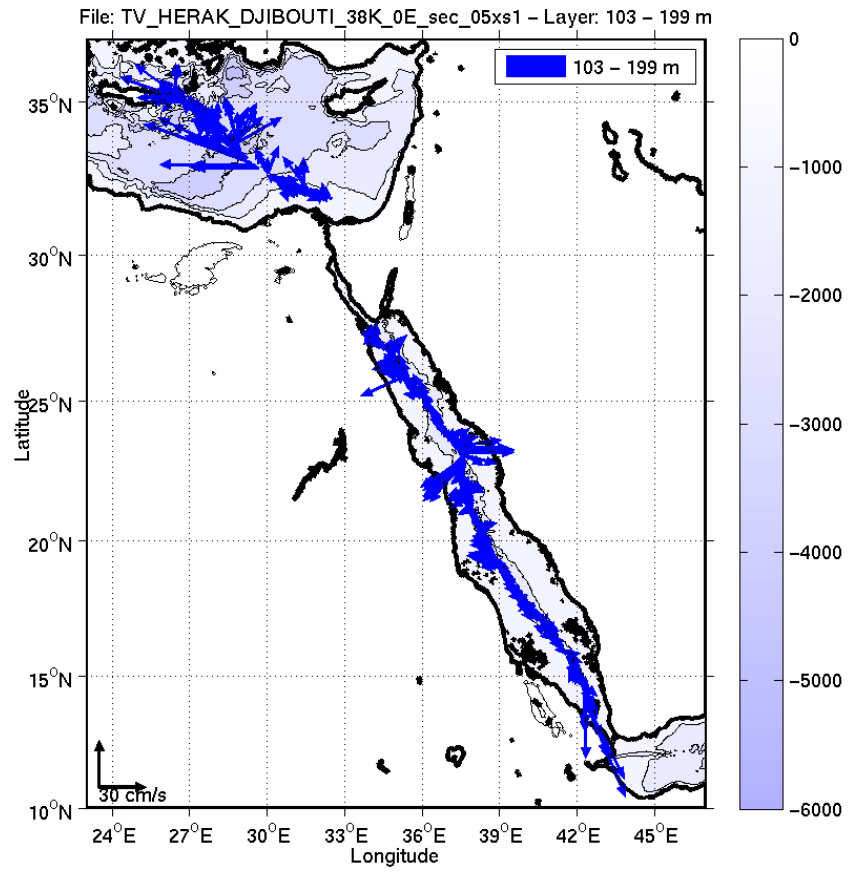 File: TV_HERAK_DJIBOUTI_38K_0E_sec_05xs1 – Layer: 103 – 199 m
103 – 199 m
35°N
30°N
25°N
20°N
15°N
10°N
Latitude
30 cm/s
24°E 27°E 30°E 33°E 36°E 39°E 42°E 45°E
Longitude
0
−1000
−2000
−3000
−4000
−5000
−6000